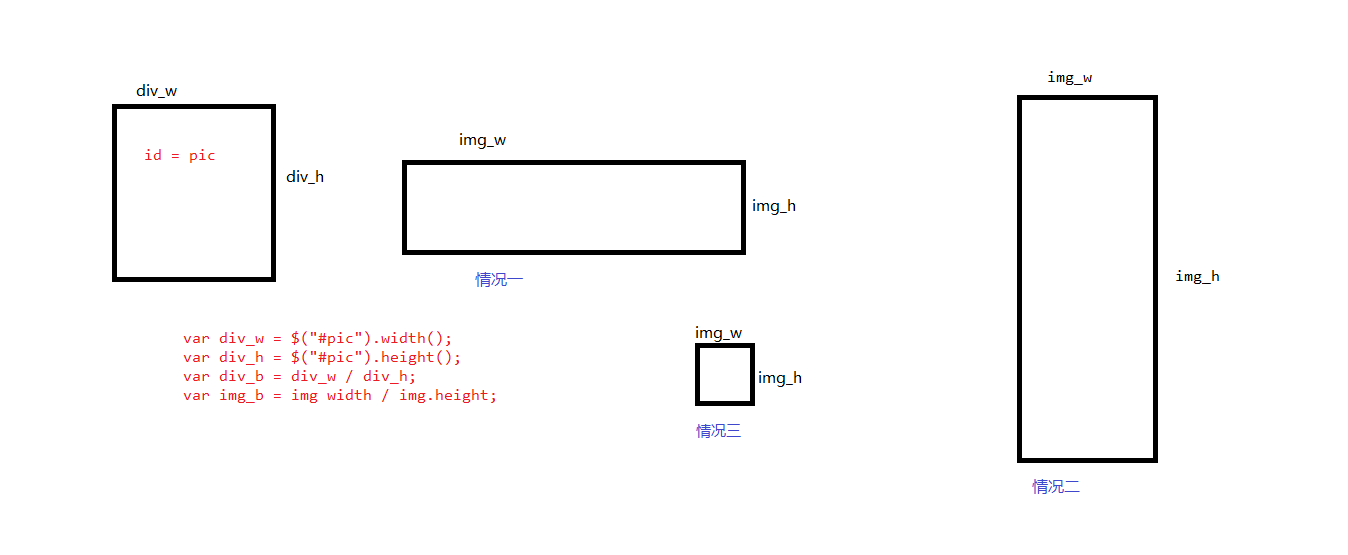 div_w
id = pic
div_h
img_w
img_h
情况一
img_w
img_h
情况二
var div_w = $("#pic").width();
var div_h = $("#pic").height();
var div_b = div_w / div_h;
var img_b = img width / img.height;
img_w
img_h
情况三